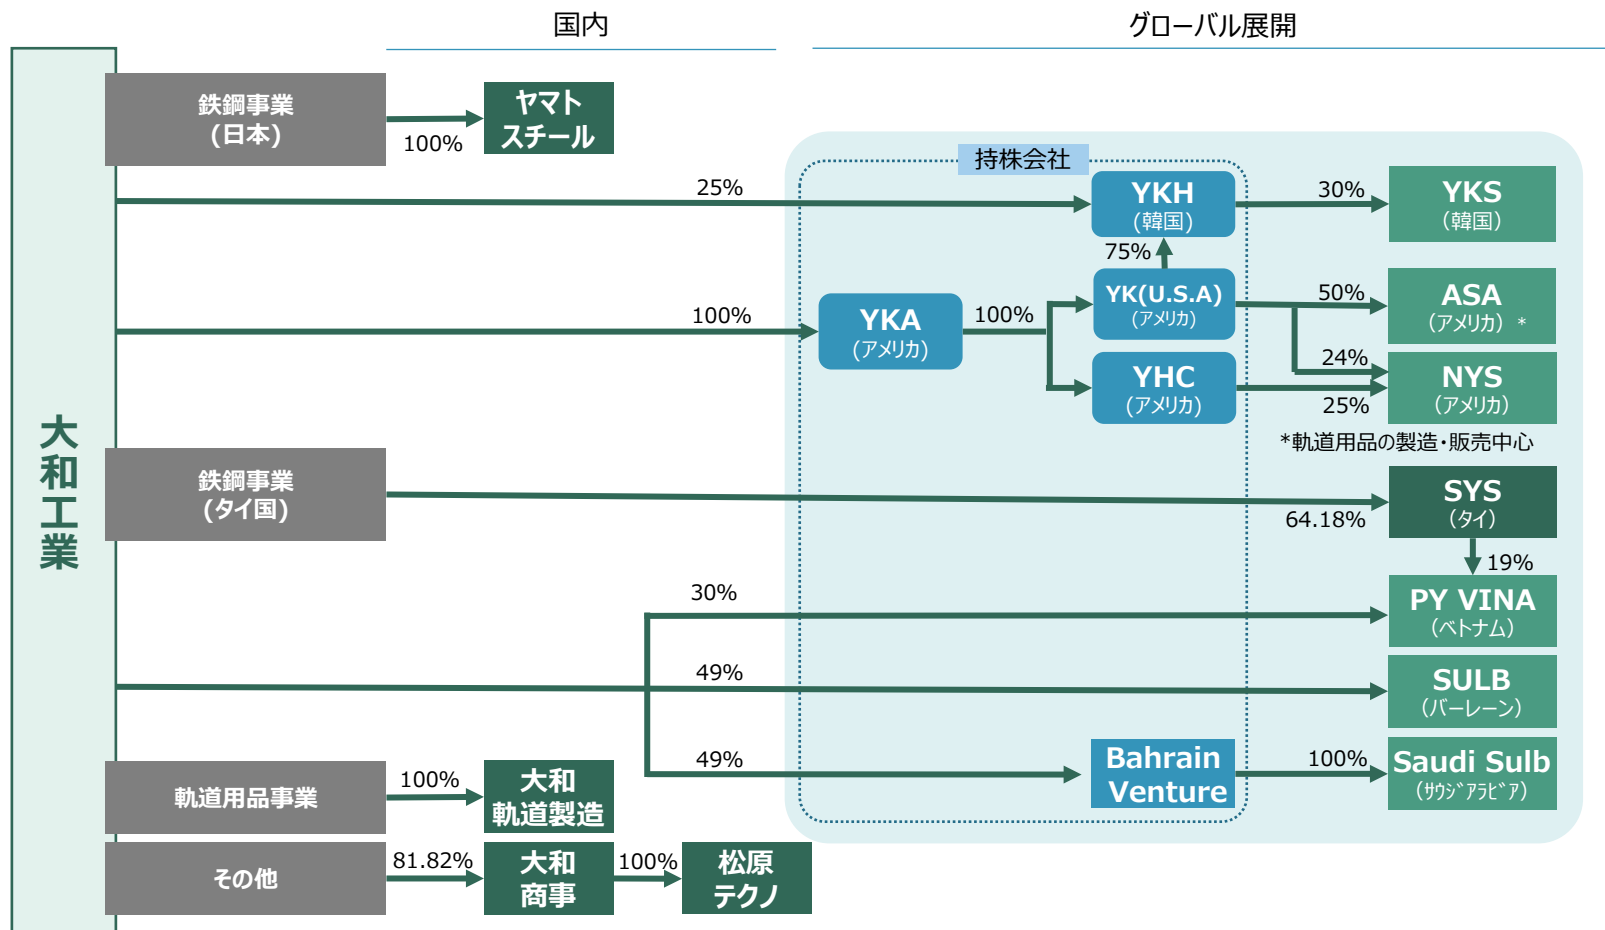 国内
グローバル展開
大和工業
鉄鋼事業
(日本)
100%
ヤマト
スチール
持株会社
25%
YKH
(韓国)
30%
YKS
(韓国)
75%
100%
YKA
(アメリカ)
100%
YK(U.S.A)
(アメリカ)
50%
ASA
(アメリカ) *
YHC
(アメリカ)
24%
25%
NYS
(アメリカ)
*軌道用品の製造・販売中心
鉄鋼事業
(タイ国)
64.18%
SYS
(タイ)
19%
30%
PY VINA
(ベトナム)
49%
SULB
(バーレーン)
49%
Bahrain
Venture
100%
Saudi Sulb
(ｻｳｼﾞｱﾗﾋﾞｱ)
軌道用品事業
100%
大和
軌道製造
その他
81.82%
大和
商事
100%
松原
テクノ